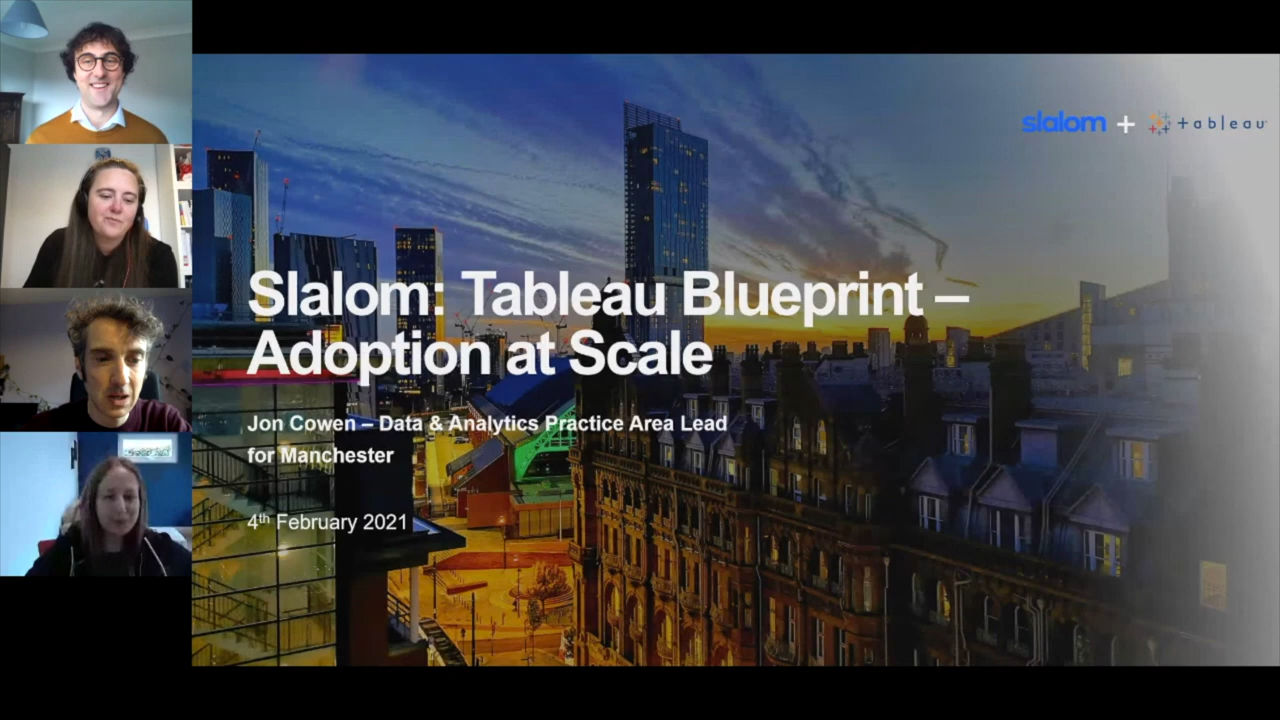 slalom + +ableau
Slalom: Tableau Blueprint –
Adoption at Scale
Jon Cowen – Data & Analytics Practice Area Lead
for Manchester
4th February 2021